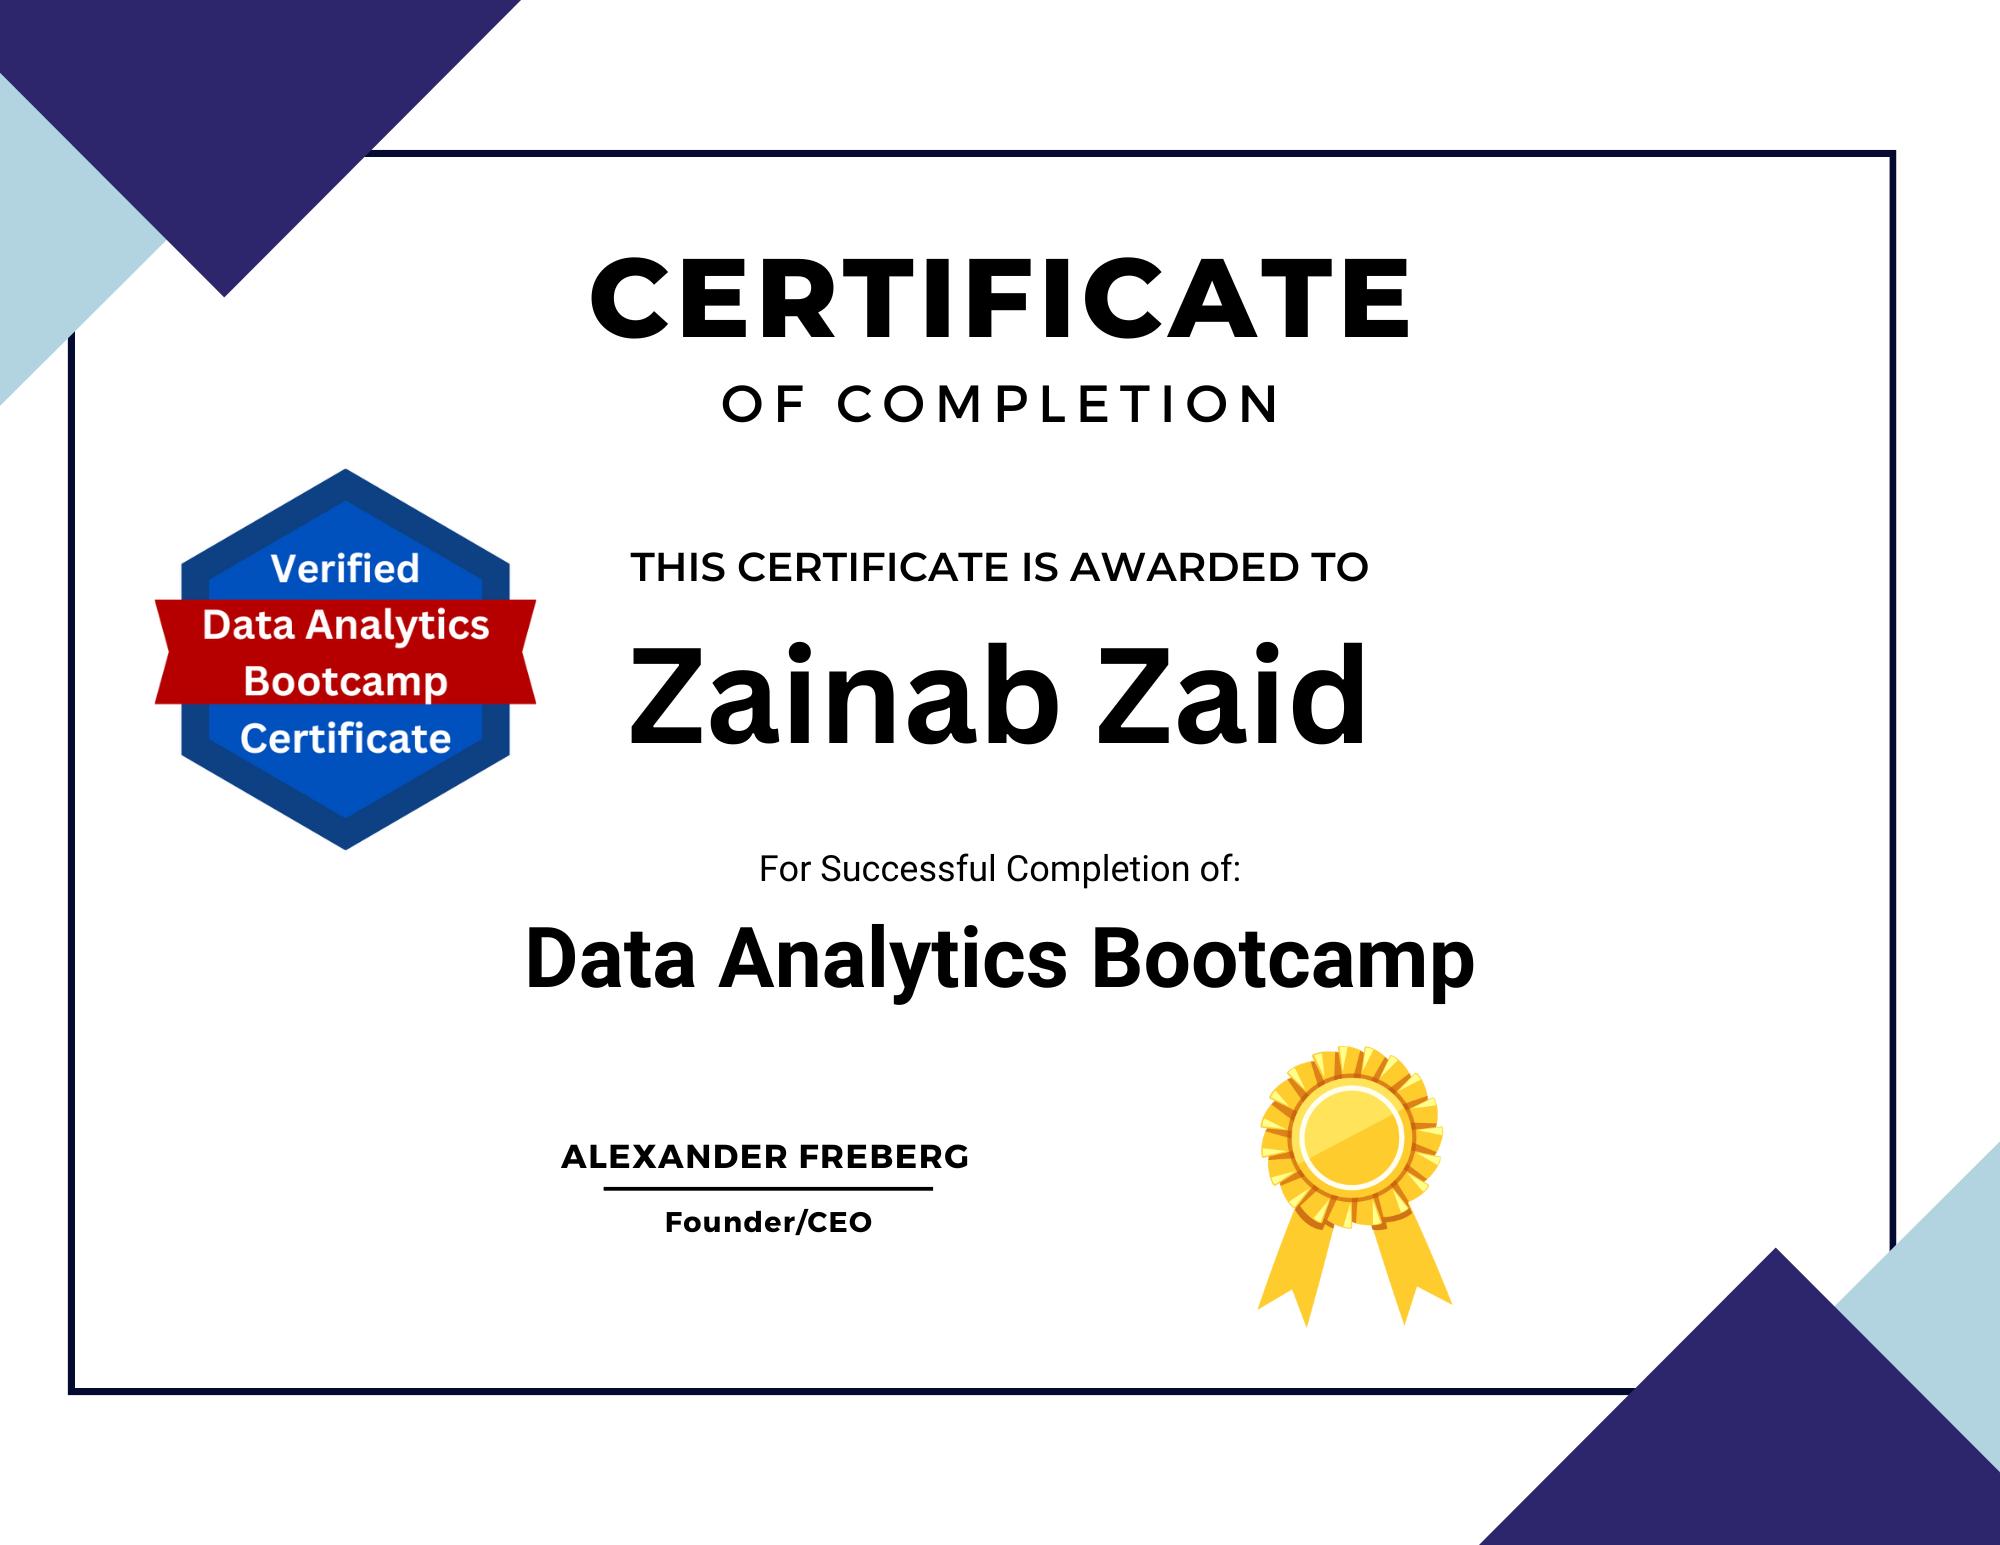 CERTIFICATE
OF COMPLETION
Verified
Data Analytics
Bootcamp
Certificate
THIS CERTIFICATE IS AWARDED TO
Zainab Zaid
For Successful Completion of:
Data Analytics Bootcamp
ALEXANDER FREBERG
Founder/CEO